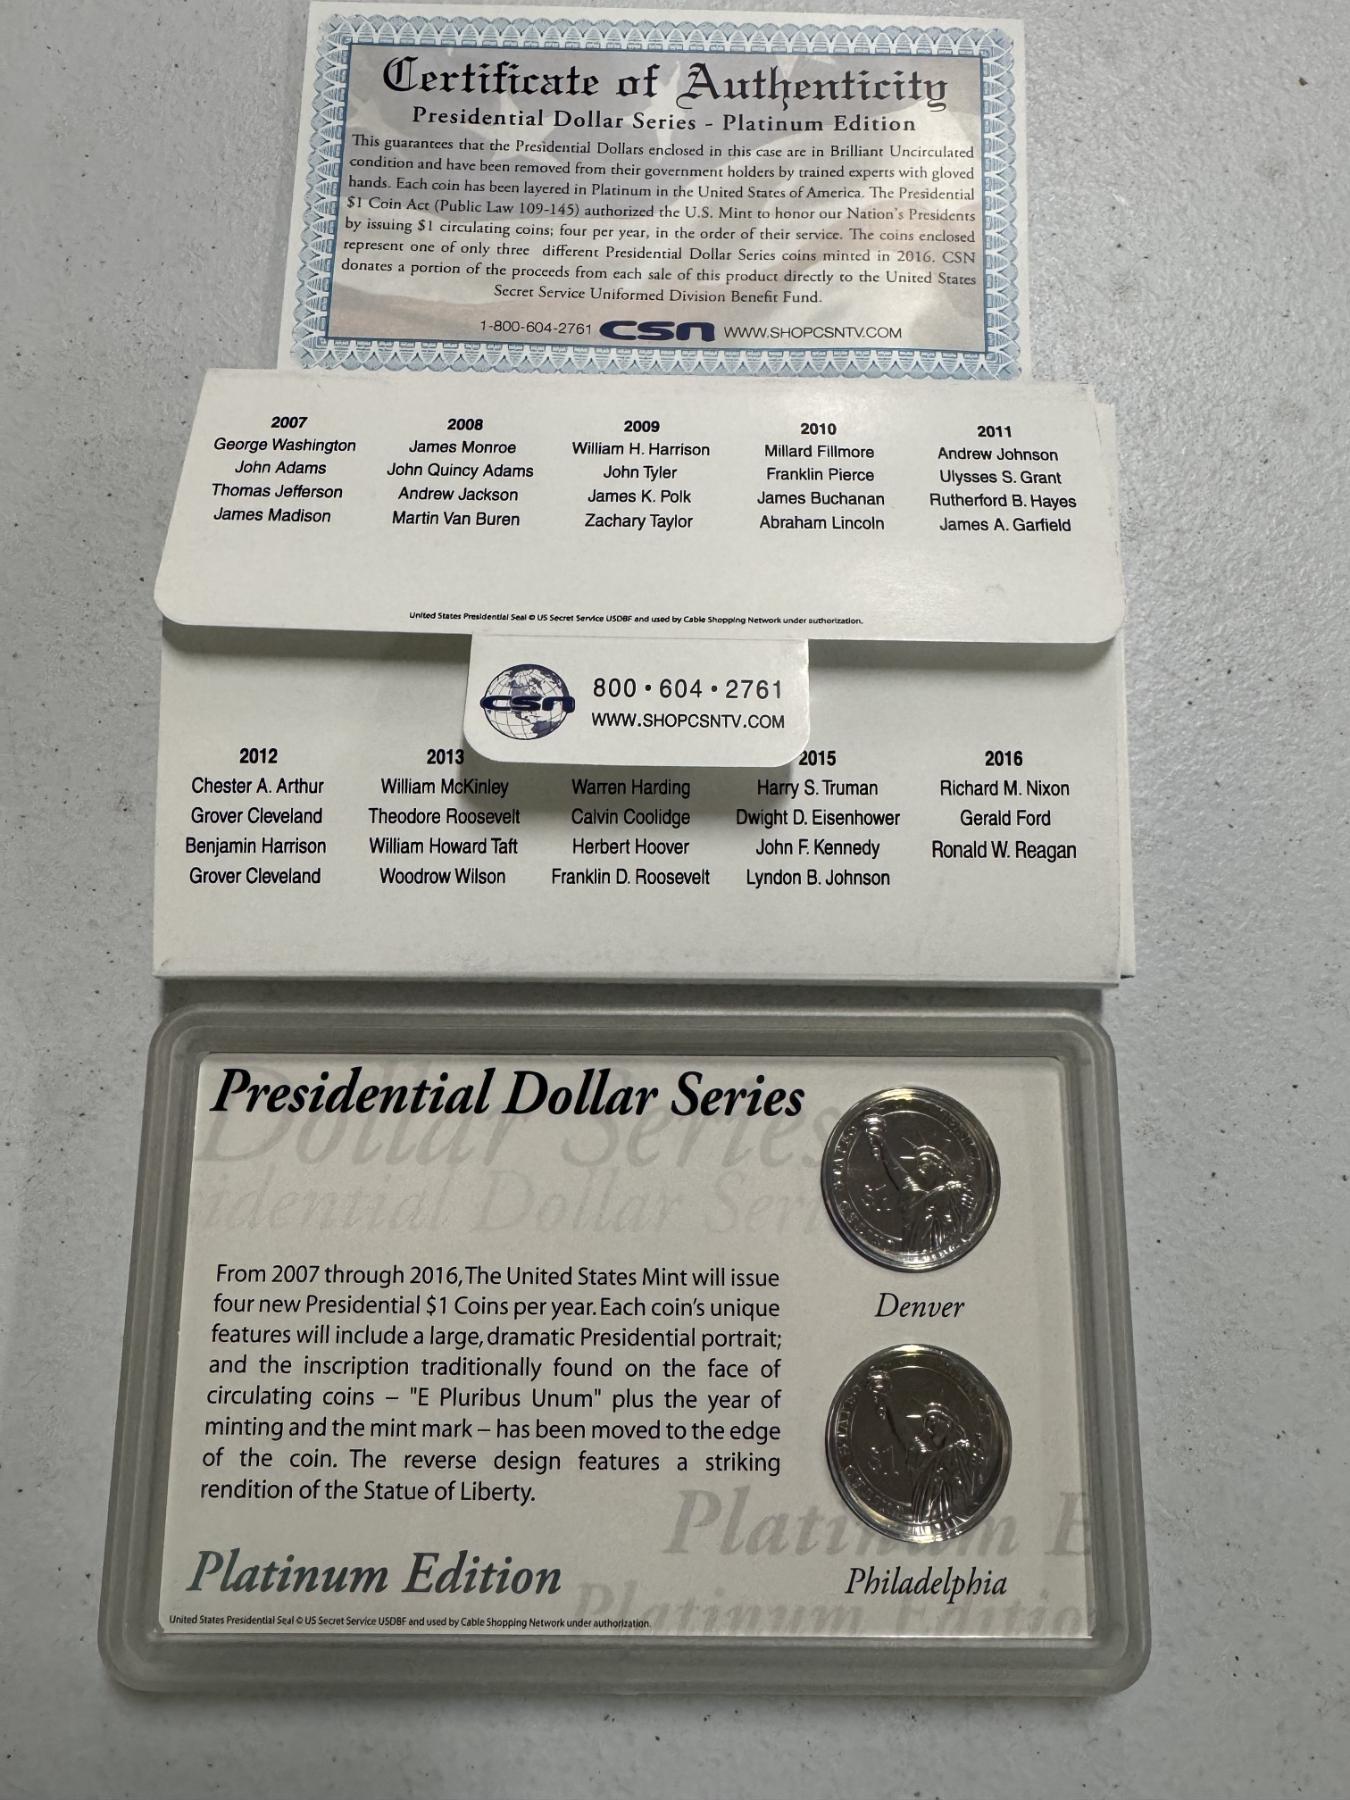 Certificate of Authenticity
Presidential Dollar Series - Platinum Edition
This guarantees that the Presidential Dollars enclosed in this case are in Brilliant Uncirculated
condition and have been removed from their government holders by trained experts with gloved
hands. Each coin has been layered in Platinum in the United States of America. The Presidential
$1 Coin Act (Public Law 109-145) authorized the U.S. Mint to honor our Nation's Presidents
by issuing $1 circulating coins; four per year, in the order of their service. The coins enclosed
represent one of only three different Presidential Dollar Series coins minted in 2016. CSN
donates a portion of the proceeds from each sale of this product directly to the United States
Secret Service Uniformed Division Benefit Fund.
1-800-604-2761 CSN WWW.SHOPCSNTV.COM
2007 2008 2009 2010 2011
George Washington James Monroe William H. Harrison Millard Fillmore Andrew Johnson
John Adams John Quincy Adams John Tyler Franklin Pierce Ulysses S. Grant
Thomas Jefferson Andrew Jackson James K. Polk James Buchanan Rutherford B. Hayes
James Madison Martin Van Buren Zachary Taylor Abraham Lincoln James A. Garfield
United States Presidential Seal © US Secret Service USDBF and used by Cable Shopping Network under authorization.
CSN 800 • 604 • 2761
WWW.SHOPCSNTV.COM
2012 2013 2015 2016
Chester A. Arthur William McKinley Warren Harding Harry S. Truman Richard M. Nixon
Grover Cleveland Theodore Roosevelt Calvin Coolidge Dwight D. Eisenhower Gerald Ford
Benjamin Harrison William Howard Taft Herbert Hoover John F. Kennedy Ronald W. Reagan
Grover Cleveland Woodrow Wilson Franklin D. Roosevelt Lyndon B. Johnson
Presidential Dollar Series
Dollar Series
idential Dollar Seri
From 2007 through 2016, The United States Mint will issue
four new Presidential $1 Coins per year. Each coin's unique
features will include a large, dramatic Presidential portrait;
and the inscription traditionally found on the face of
circulating coins – "E Pluribus Unum" plus the year of
minting and the mint mark – has been moved to the edge
of the coin. The reverse design features a striking
rendition of the Statue of Liberty.
$1
Denver
$1
Philadelphia
Platinum E
Platinum Edition
Platinum Editio
United States Presidential Seal © US Secret Service USDBF and used by Cable Shopping Network under authorization.